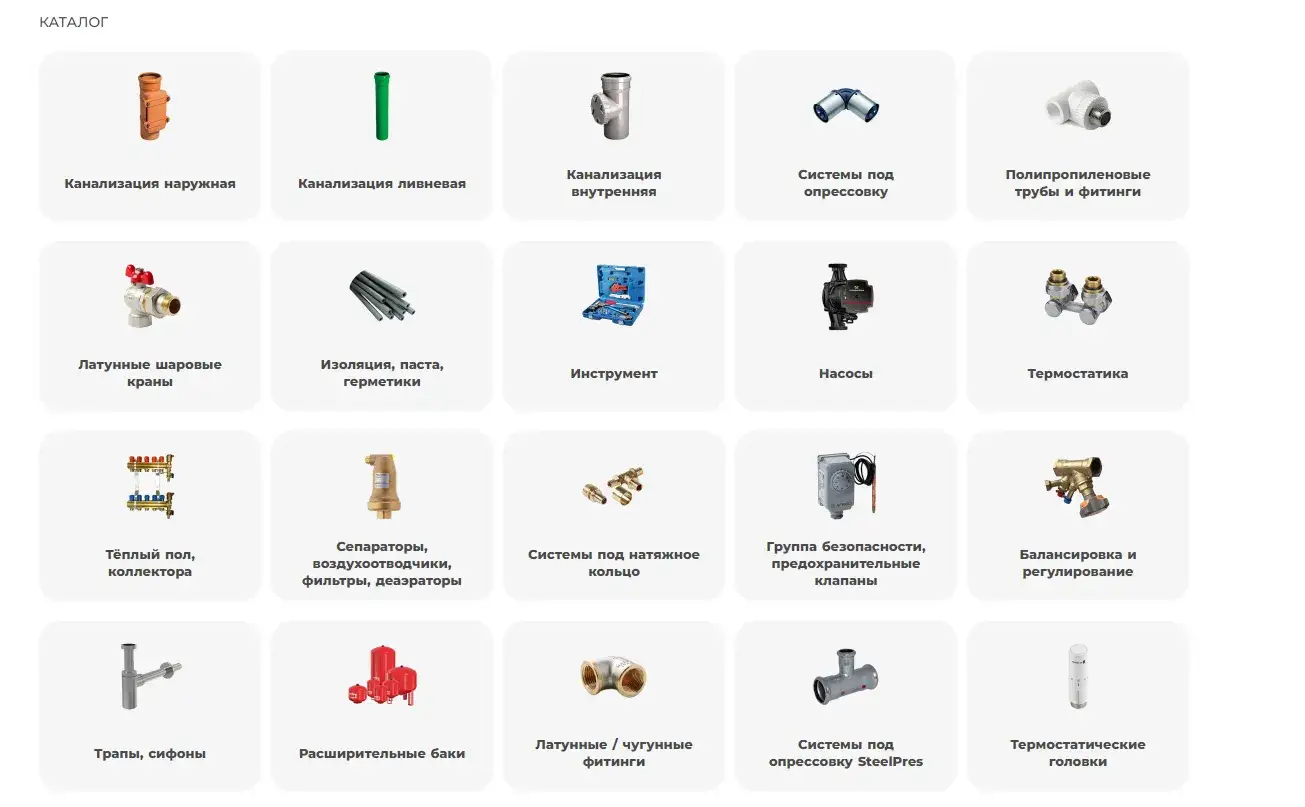 КАТАЛОГ
Канализация наружная
Канализация ливневая
Канализация
внутренняя
Системы под
опрессовку
Полипропиленовые
трубы и фитинги
Латунные шаровые
краны
Изоляция, паста,
герметики
Инструмент
Насосы
Термостатика
Тёплый пол,
коллектора
Сепараторы,
воздухоотводчики,
фильтры, деаэраторы
Системы под натяжное
кольцо
Группа безопасности,
предохранительные
клапаны
Балансировка и
регулирование
Трапы, сифоны
Расширительные баки
Латунные / чугунные
фитинги
Системы под
опрессовку SteelPres
Термостатические
головки